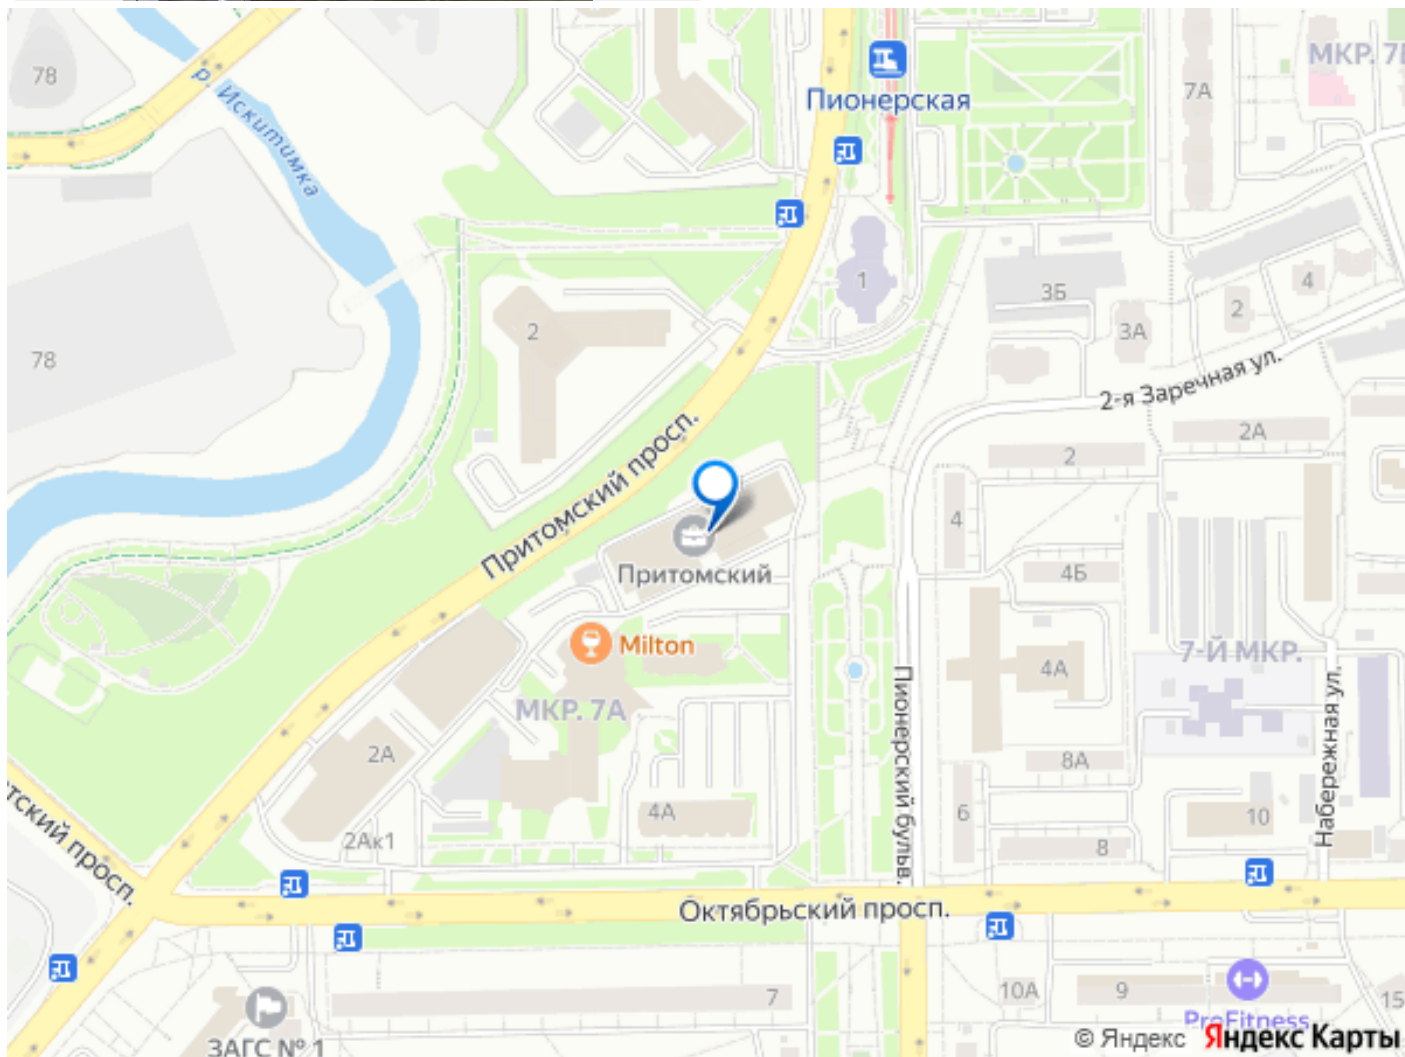 78
р. Искитимка
Пионерская
МКР. 7
7А
1
3Б
4
2
3А
2
78
2-я Заречная ул.
2А
2
Притомский просп.
4
Притомский
4Б
Milton
4А
7-Й МКР.
МКР. 7А
2А
Пионерский бульв.
Набережная ул.
8А
4А
6
10
2Ак1
8
тский просп.
Октябрьский просп.
7
10А
9
15
ЗАГС № 1
ProFitness
© Яндекс Яндекс Карты